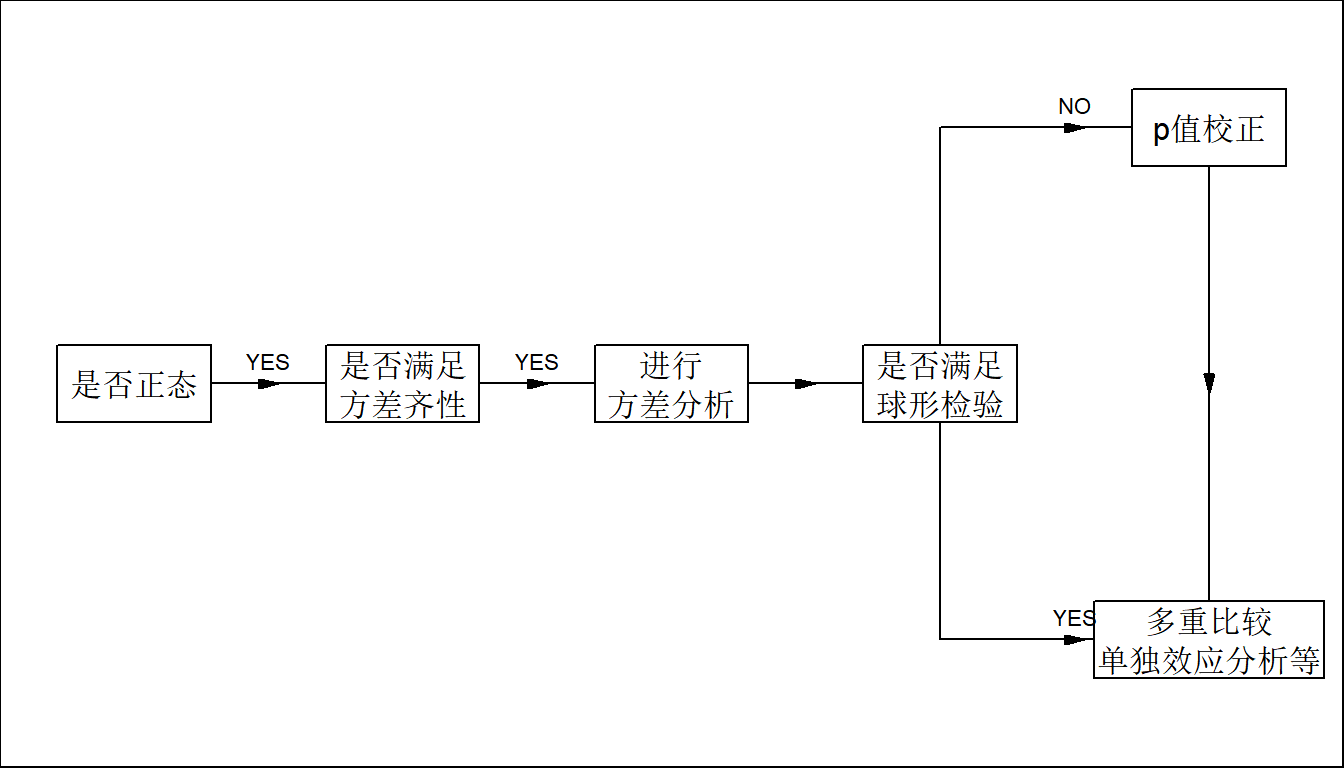 NO
p值校正
是否正态
YES
是否满足
方差齐性
YES
进行
方差分析
是否满足
球形检验
YES
多重比较
单独效应分析等